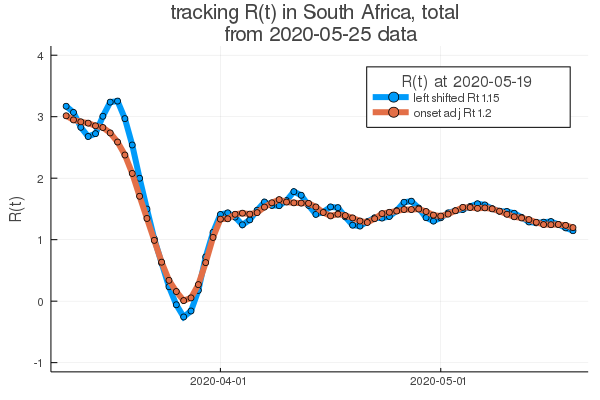 tracking R(t) in South Africa, total
from 2020-05-25 data
R(t) at 2020-05-19
left shifted Rt 1.15
onset adj Rt 1.2
R(t)
4
3
2
1
0
-1
2020-04-01
2020-05-01